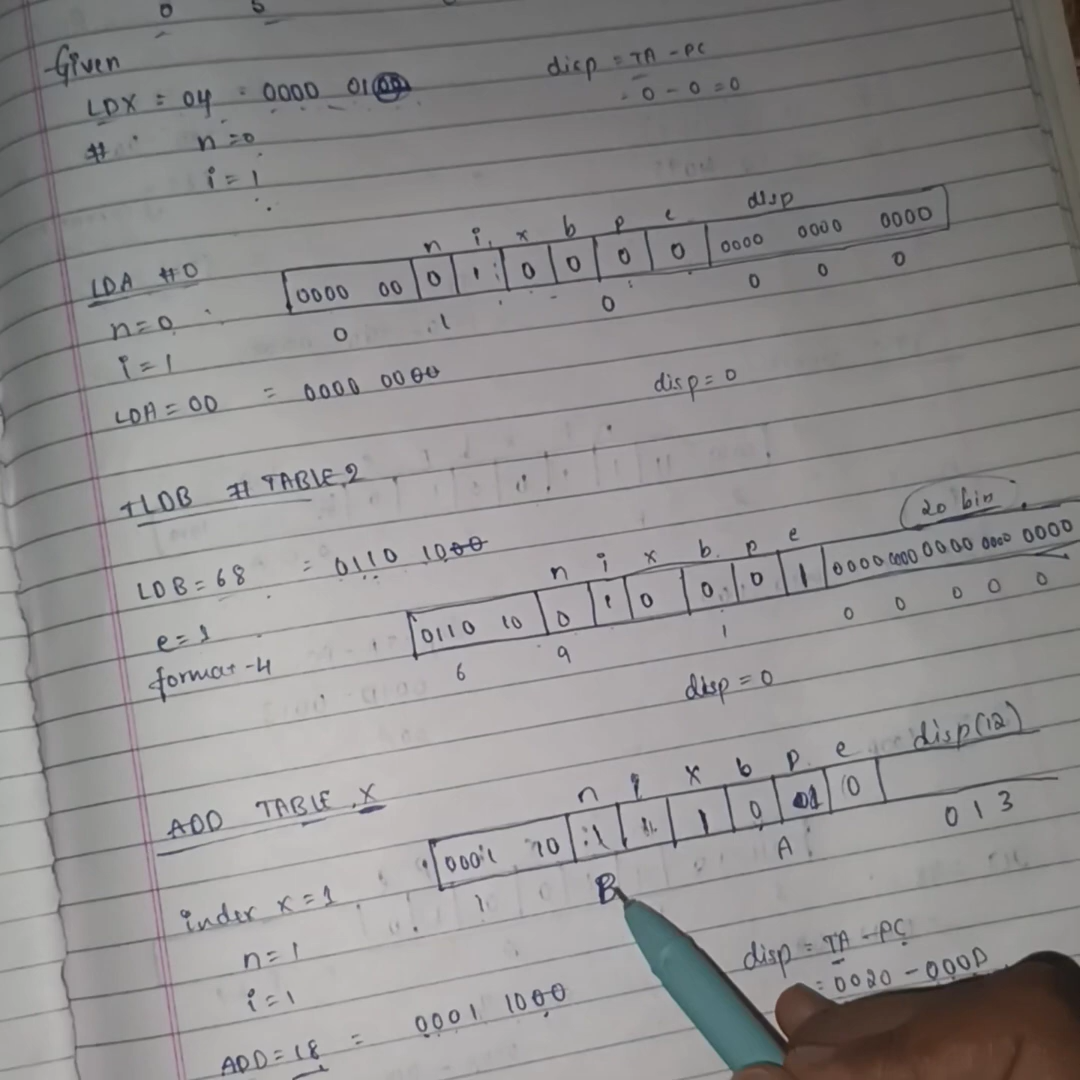 Given
LDX = 04 = 0000 0100
disp = TA - PC
= 0 - 0 = 0
# n = 0
i = 1
n i x b p e disp
LDA #0 0000 00 0 1 0 0 0 0 0000 0000 0000
n = 0 0 1 0 0 0 0
i = 1
LDA = 00 = 0000 0000 disp = 0
+LDB # TABLE2
20 bin
LDB = 68 = 0110 1000 n i x b p e
e = 1 0110 10 0 1 0 0 0 1 0000 0000 0000 0000 0000
format-4 6 9 1 0 0 0 0 0
disp = 0
n i x b p e disp(12)
ADD TABLE, X 0001 10 1 1 1 0 1 0
index x = 1 1 B A 0 1 3
n = 1
i = 1
disp = TA - PC
= 0020 - 000D
ADD = 18 = 0001 1000